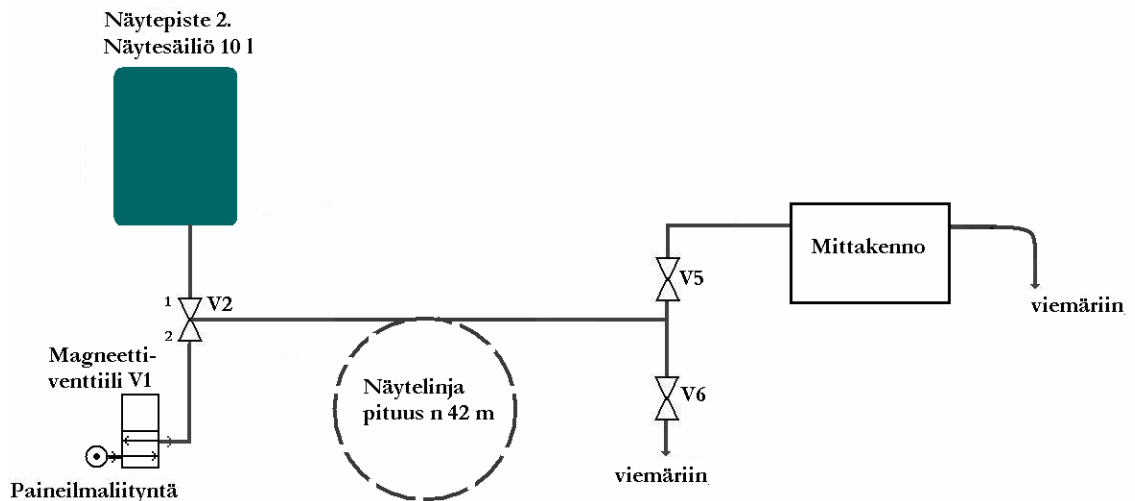 Näytepiste 2.
Näytesäiliö 10 l
1
V2
2
Magneetti-
venttiili V1
Paineilmaliityntä
Näytelinja
pituus n 42 m
V5
V6
viemäriin
Mittakenno
viemäriin